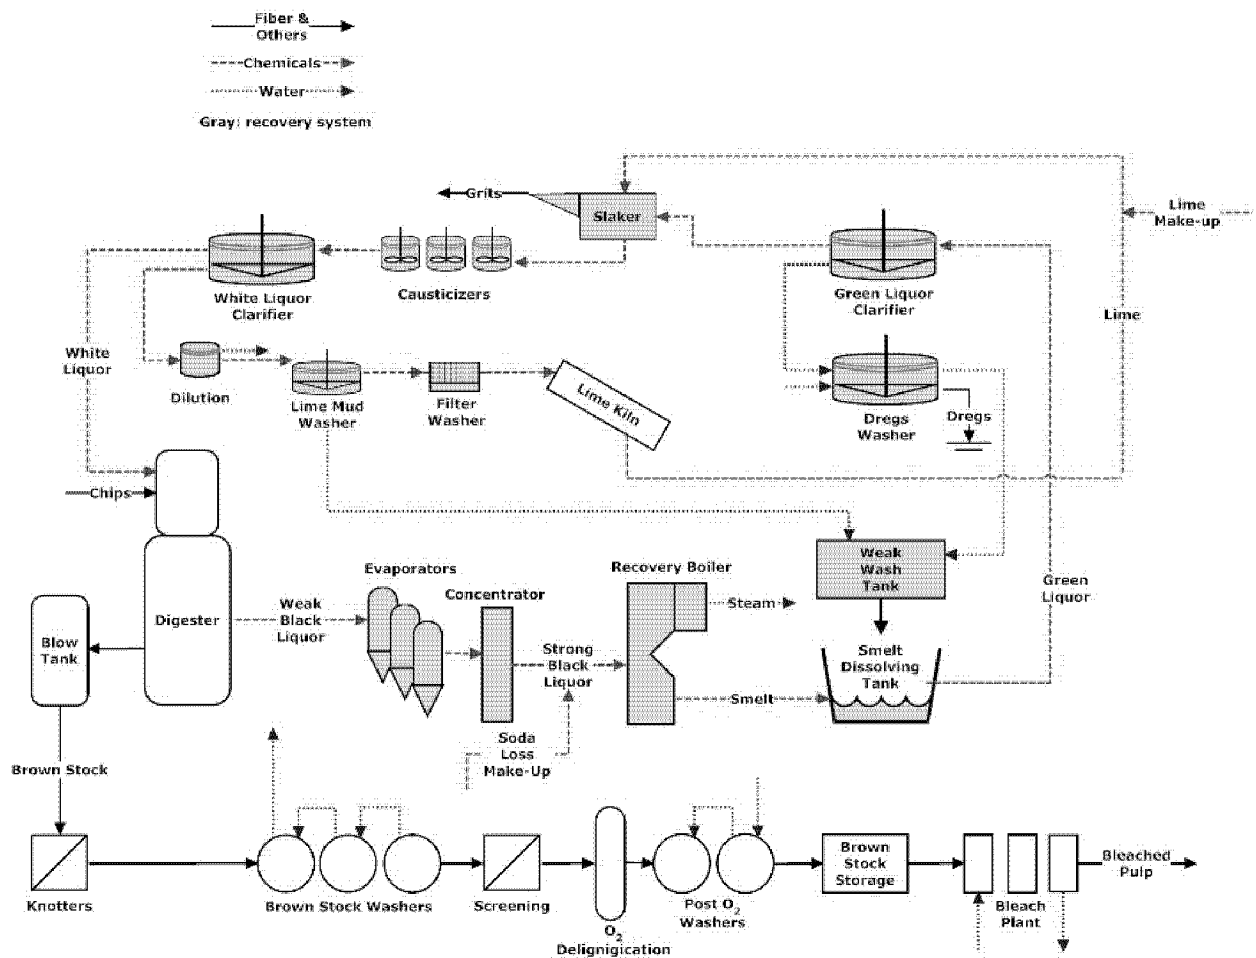 Fiber &
Others
Chemicals
Water
Gray: recovery system
Grits
Slaker
Lime
Make-up
White Liquor
Clarifier
Causticizers
Green Liquor
Clarifier
Lime
White
Liquor
Dilution
Lime Mud
Washer
Filter
Washer
Lime Kiln
Dregs
Washer
Dregs
Chips
Digester
Blow
Tank
Weak
Black
Liquor
Evaporators
Concentrator
Strong
Black
Liquor
Recovery Boiler
Steam
Smelt
Weak
Wash
Tank
Smelt
Dissolving
Tank
Green
Liquor
Soda
Loss
Make-Up
Brown Stock
Knotters
Brown Stock Washers
Screening
O2
Delignigication
Post O2
Washers
Brown
Stock
Storage
Bleach
Plant
Bleached
Pulp